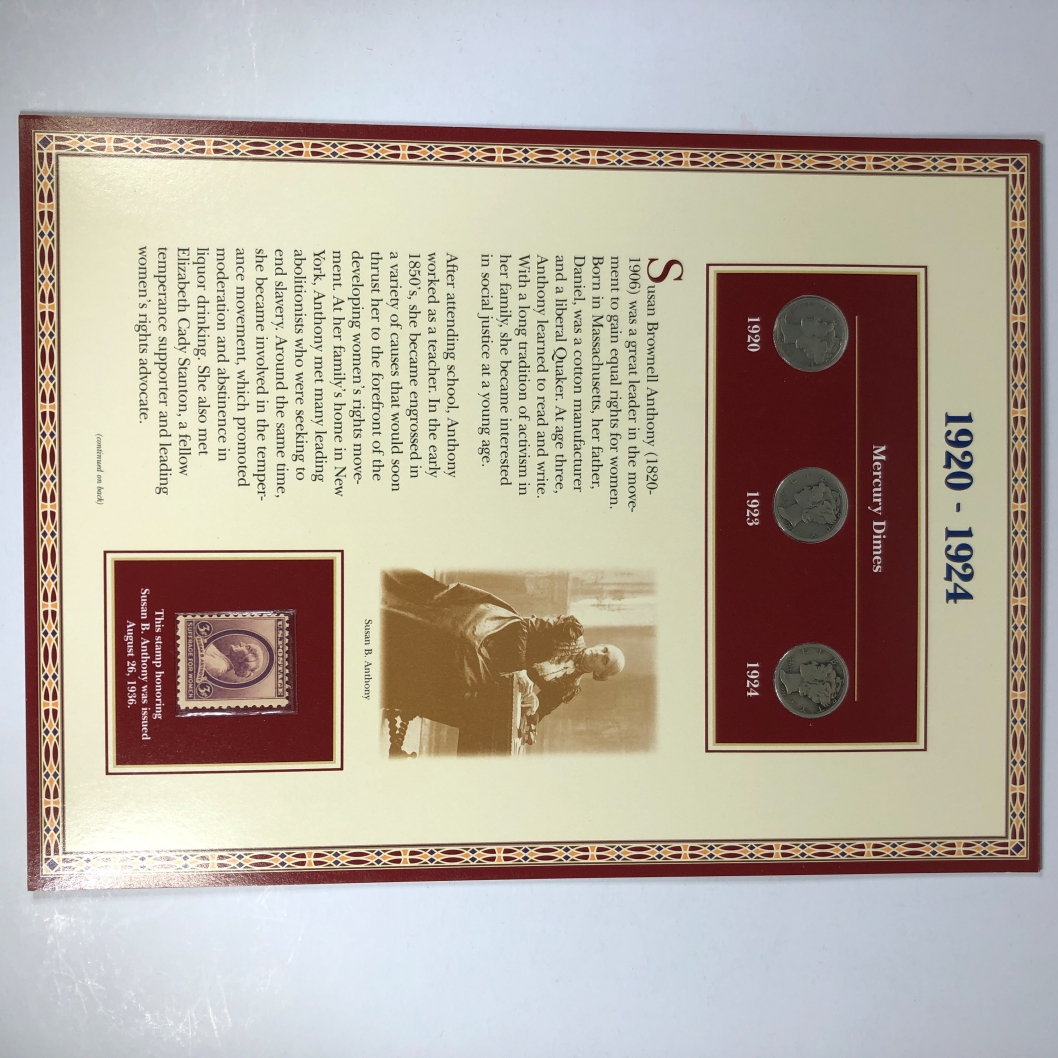 1920 - 1924
Mercury Dimes
1920
1923
1924
Susan Brownell Anthony (1820-
1906) was a great leader in the move-
ment to gain equal rights for women.
Born in Massachusetts, her father,
Daniel, was a cotton manufacturer
and a liberal Quaker. At age three,
Anthony learned to read and write.
With a long tradition of activism in
her family, she became interested
in social justice at a young age.
After attending school, Anthony
worked as a teacher. In the early
1850's, she became engrossed in
a variety of causes that would soon
thrust her to the forefront of the
developing women's rights move-
ment. At her family's home in New
York, Anthony met many leading
abolitionists who were seeking to
end slavery. Around the same time,
she became involved in the temper-
ance movement, which promoted
moderation and abstinence in
liquor drinking. She also met
Elizabeth Cady Stanton, a fellow
temperance supporter and leading
women's rights advocate.
(continued on back)
Susan B. Anthony
U.S. POSTAGE
3¢
3¢
SUFFRAGE FOR WOMEN
This stamp honoring
Susan B. Anthony was issued
August 26, 1936.